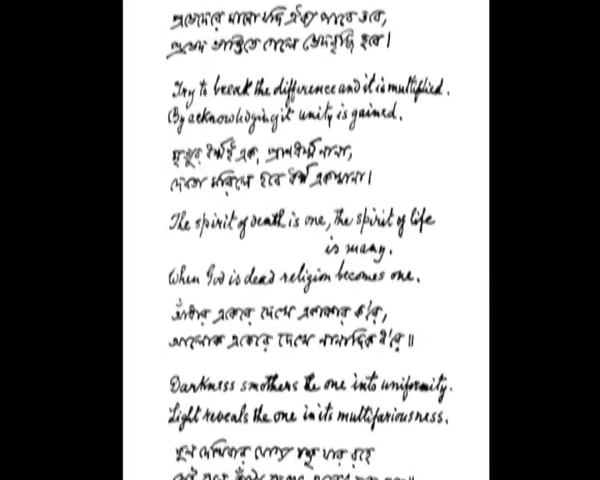 প্রভেদেরে মানো যদি ঐক্য পাবে তবে,
প্রভেদ ভাঙিতে গেলে ভেদবৃদ্ধি হবে।
Try to break the difference and it is multiplied.
By acknowledging it unity is gained.
মৃত্যুর ধর্ম্মই এক, প্রাণধর্ম্ম নানা,
দেবতা মরিলে হবে ধর্ম্ম একখানা।
The spirit of death is one, the spirit of life
is many.
When God is dead religion becomes one.
আঁধার একেরে দেখে একাকার ক'রে,
আলোক একেরে দেখে নানাদিক ধ'রে॥
Darkness smothers the one into uniformity.
Light reveals the one in its multifariousness.
ফুল দেখিবার যোগ্য চক্ষু যার রহে